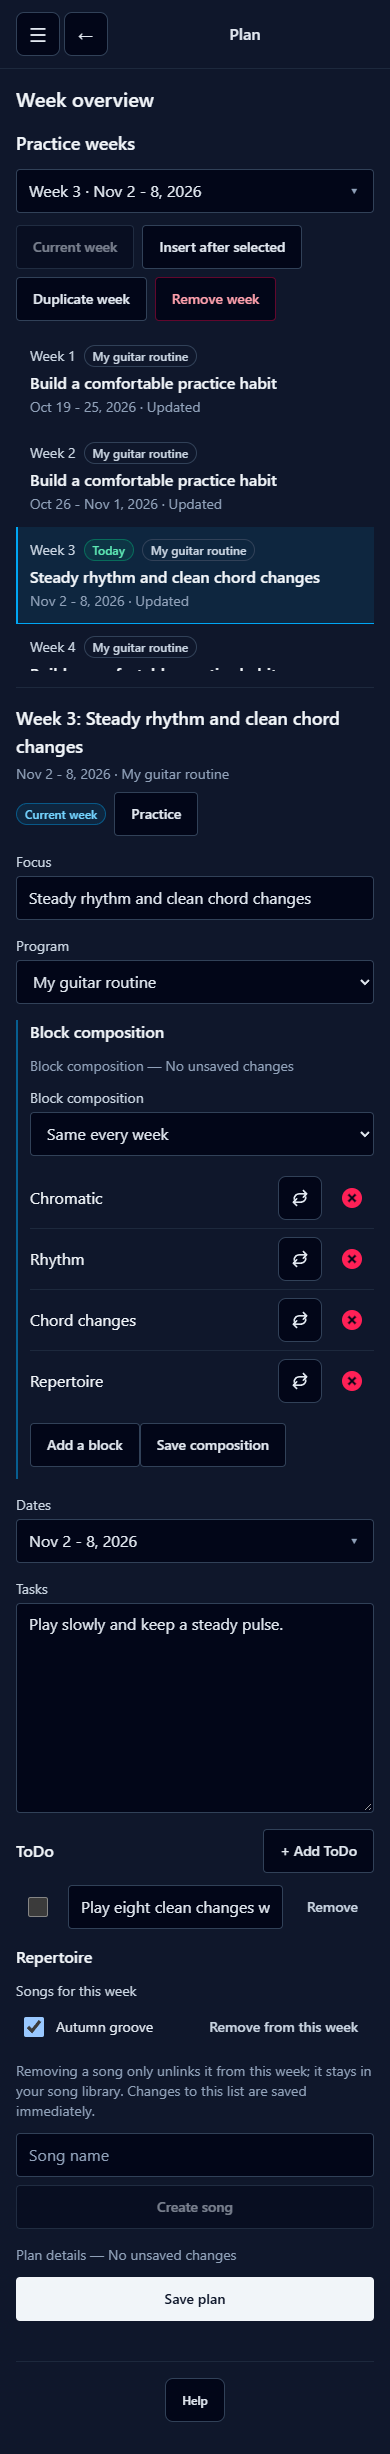 ☰ ← Plan
Week overview
Practice weeks
Week 3 · Nov 2 - 8, 2026 ▾
Current week Insert after selected
Duplicate week Remove week
Week 1 My guitar routine
Build a comfortable practice habit
Oct 19 - 25, 2026 · Updated
Week 2 My guitar routine
Build a comfortable practice habit
Oct 26 - Nov 1, 2026 · Updated
Week 3 Today My guitar routine
Steady rhythm and clean chord changes
Nov 2 - 8, 2026 · Updated
Week 4 My guitar routine
Week 3: Steady rhythm and clean chord
changes
Nov 2 - 8, 2026 · My guitar routine
Current week Practice
Focus
Steady rhythm and clean chord changes
Program
My guitar routine
Block composition
Block composition — No unsaved changes
Block composition
Same every week
Chromatic
Rhythm
Chord changes
Repertoire
Add a block Save composition
Dates
Nov 2 - 8, 2026 ▾
Tasks
Play slowly and keep a steady pulse.
ToDo + Add ToDo
Play eight clean changes w Remove
Repertoire
Songs for this week
Autumn groove Remove from this week
Removing a song only unlinks it from this week; it stays in
your song library. Changes to this list are saved
immediately.
Song name
Create song
Plan details — No unsaved changes
Save plan
Help